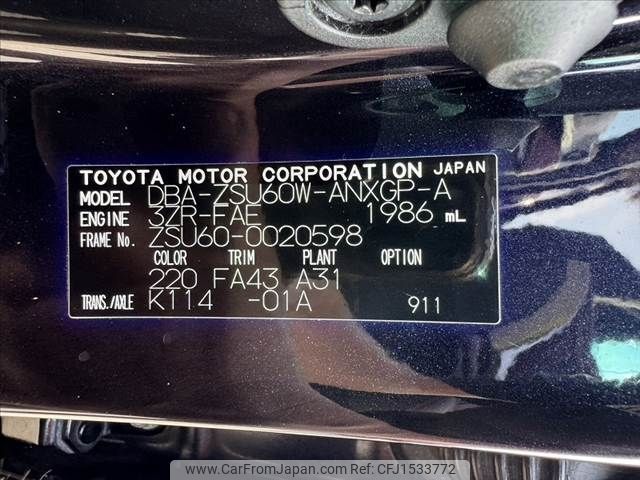 TOYOTA MOTOR CORPORATION JAPAN
MODEL DBA-ZSU60W-ANXGP-A
ENGINE 3ZR-FAE 1986 mL
FRAME No. ZSU60-0020598
COLOR TRIM PLANT OPTION
220 FA43 A31
TRANS./AXLE K114 -01A 911
www.CarFromJapan.com - CFJ1533772